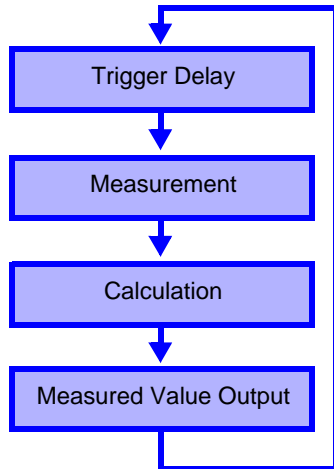 Trigger Delay
Measurement
Calculation
Measured Value Output